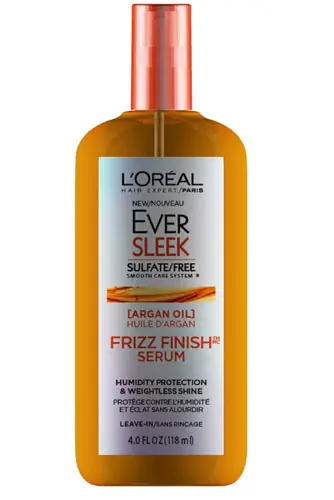 L'ORÉAL
HAIR EXPERT/PARIS
NEW/NOUVEAU
EVER
SLEEK
SULFATE/FREE
SMOOTH CARE SYSTEM
[ARGAN OIL]
HUILE D'ARGAN
FRIZZ FINISH
SERUM
HUMIDITY PROTECTION
& WEIGHTLESS SHINE
PROTÈGE CONTRE L'HUMIDITÉ
ET ÉCLAT SANS ALOURDIR
LEAVE-IN/SANS RINÇAGE
4.0 FL OZ (118 ml)